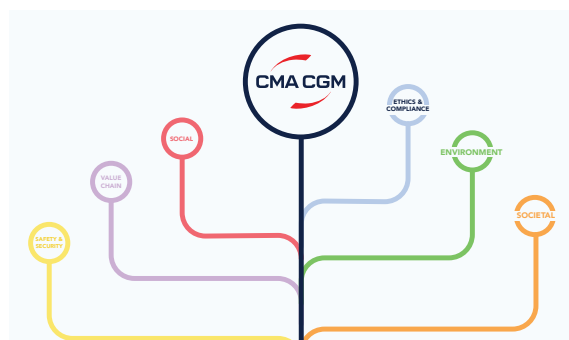 CMA CGM
ETHICS &
COMPLIANCE
SOCIAL
ENVIRONMENT
VALUE
CHAIN
SOCIETAL
SAFETY &
SECURITY